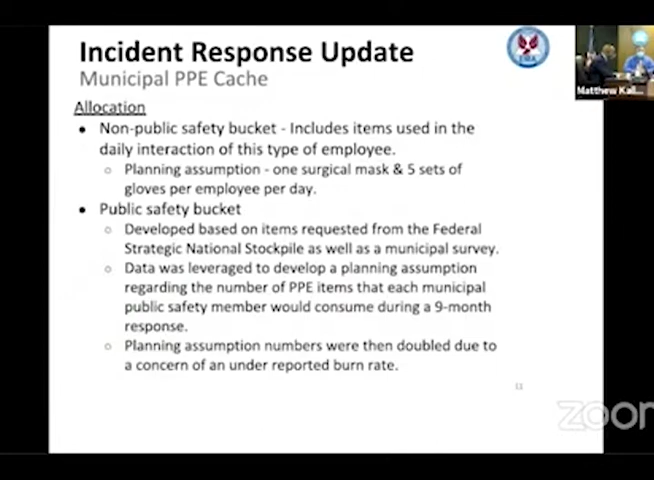 Incident Response Update
Municipal PPE Cache
Allocation
• Non-public safety bucket - Includes items used in the
daily interaction of this type of employee.
○ Planning assumption - one surgical mask & 5 sets of
gloves per employee per day.
• Public safety bucket
○ Developed based on items requested from the Federal
Strategic National Stockpile as well as a municipal survey.
○ Data was leveraged to develop a planning assumption
regarding the number of PPE items that each municipal
public safety member would consume during a 9-month
response.
○ Planning assumption numbers were then doubled due to
a concern of an under reported burn rate.
Matthew Kall...
zoom